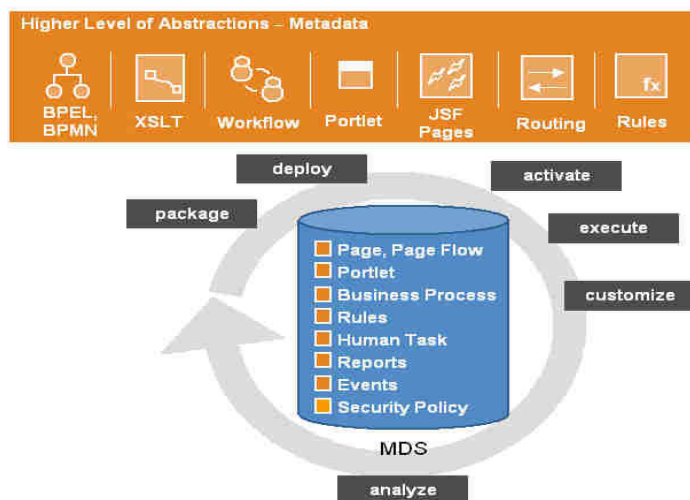 Higher Level of Abstractions – Metadata
BPEL,
BPMN
XSLT
Workflow
Portlet
JSF
Pages
Routing
fx
Rules
deploy
activate
package
execute
customize
Page, Page Flow
Portlet
Business Process
Rules
Human Task
Reports
Events
Security Policy
MDS
analyze